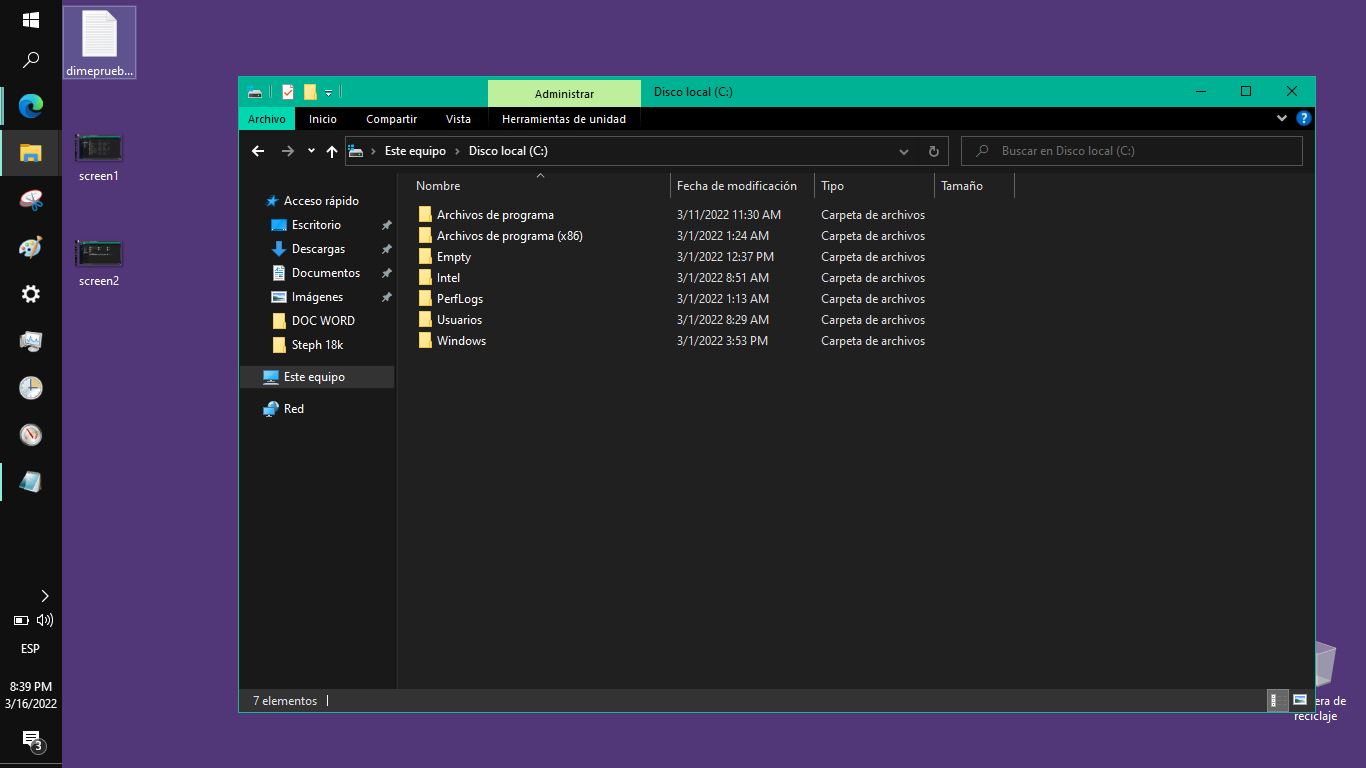 dimeprueb...
screen1
screen2
Administrar
Disco local (C:)
Archivo Inicio Compartir Vista Herramientas de unidad
Este equipo > Disco local (C:)
Buscar en Disco local (C:)
Acceso rápido
Escritorio
Descargas
Documentos
Imágenes
DOC WORD
Steph 18k
Este equipo
Red
Nombre Fecha de modificación Tipo Tamaño
Archivos de programa 3/11/2022 11:30 AM Carpeta de archivos
Archivos de programa (x86) 3/1/2022 1:24 AM Carpeta de archivos
Empty 3/1/2022 12:37 PM Carpeta de archivos
Intel 3/1/2022 8:51 AM Carpeta de archivos
PerfLogs 3/1/2022 1:13 AM Carpeta de archivos
Usuarios 3/1/2022 8:29 AM Carpeta de archivos
Windows 3/1/2022 3:53 PM Carpeta de archivos
7 elementos
era de
reciclaje
ESP
8:39 PM
3/16/2022
3